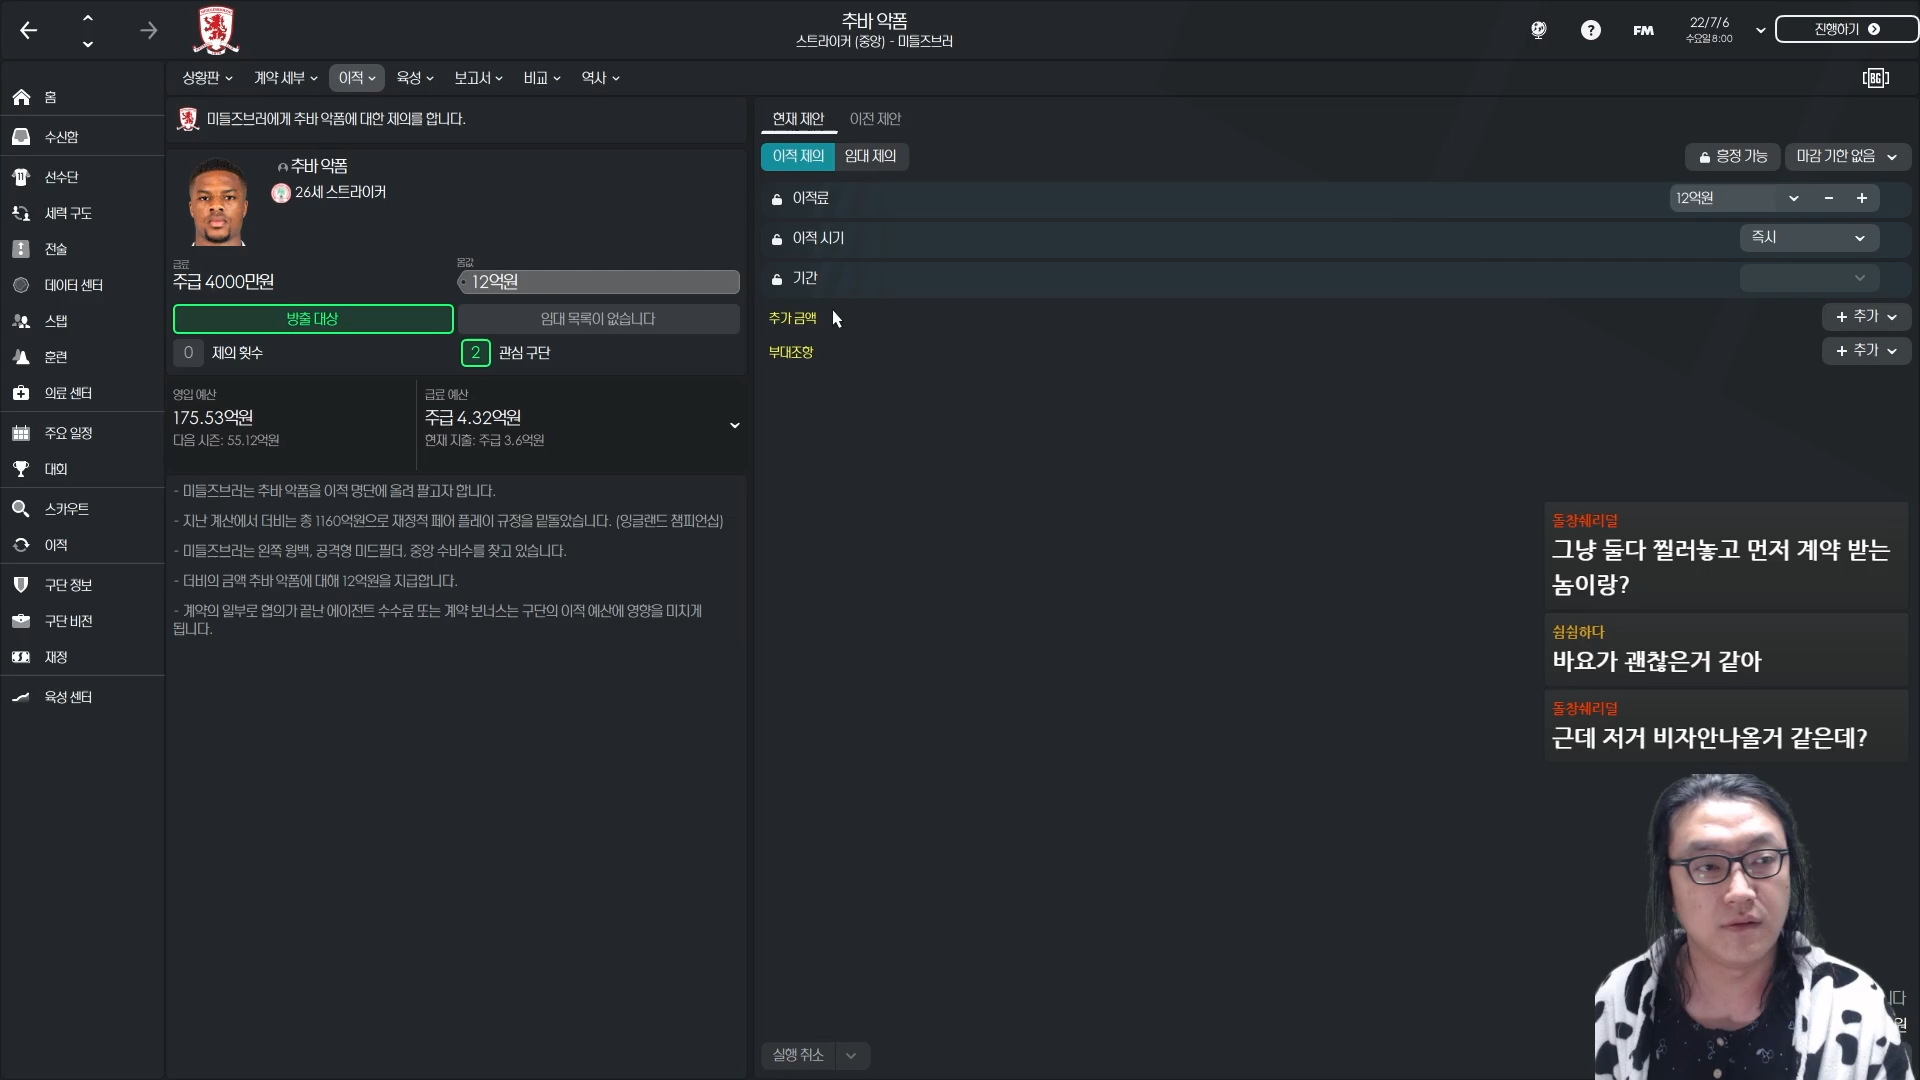 추바 악폼
스트라이커 (중앙) - 미들즈브러
FM
22/7/6
수요일 8:00
진행하기
상황판
계약 세부
이적
육성
보고서
비교
역사
BG
홈
수신함
선수단
세력 구도
전술
데이터 센터
스탭
훈련
의료 센터
주요 일정
대회
스카우트
이적
구단 정보
구단 비전
재정
육성 센터
미들즈브러에게 추바 악폼에 대한 제의를 합니다.
추바 악폼
26세 스트라이커
급료
주급 4000만원
몸값
12억원
방출 대상
임대 목록이 없습니다
0 제의 횟수
2 관심 구단
영입 예산
175.53억원
다음 시즌: 55.12억원
급료 예산
주급 4.32억원
현재 지출: 주급 3.6억원
- 미들즈브러는 추바 악폼을 이적 명단에 올려 팔고자 합니다.
- 지난 계산에서 더비는 총 1160억원으로 재정적 페어 플레이 규정을 밑돌았습니다. (잉글랜드 챔피언십)
- 미들즈브러는 왼쪽 윙백, 공격형 미드필더, 중앙 수비수를 찾고 있습니다.
- 더비의 금액 추바 악폼에 대해 12억원을 지급합니다.
- 계약의 일부로 협의가 끝난 에이전트 수수료 또는 계약 보너스는 구단의 이적 예산에 영향을 미치게
됩니다.
현재 제안
이전 제안
이적 제의
임대 제의
흥정 가능
마감 기한 없음
이적료
12억원
이적 시기
즉시
기간
추가 금액
+ 추가
부대조항
+ 추가
실행 취소
돌창쉐리덜
그냥 둘다 찔러놓고 먼저 계약 받는
놈이랑?
쉼쉼하다
바요가 괜찮은거 같아
돌창쉐리덜
근데 저거 비자안나올거 같은데?